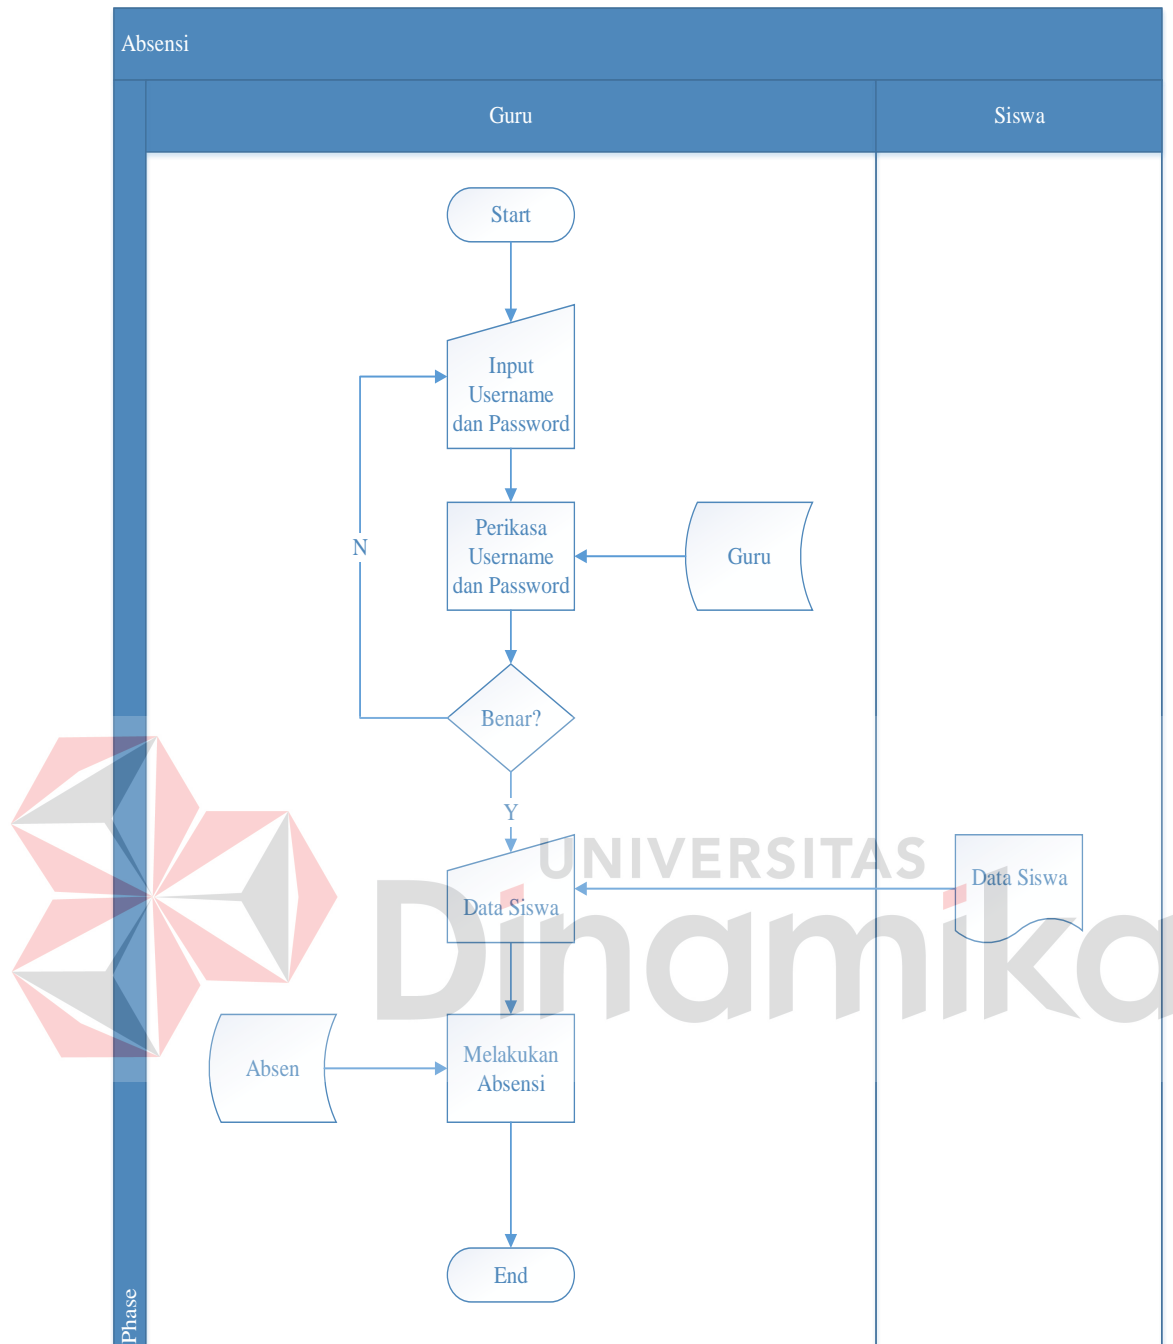 Absensi
Guru
Siswa
Start
Input
Username
dan Password
Perikasa
Username
dan Password
Guru
N
Benar?
Y
UNIVERSITAS
Dinamika
Data Siswa
Data Siswa
Absen
Melakukan
Absensi
End
Phase